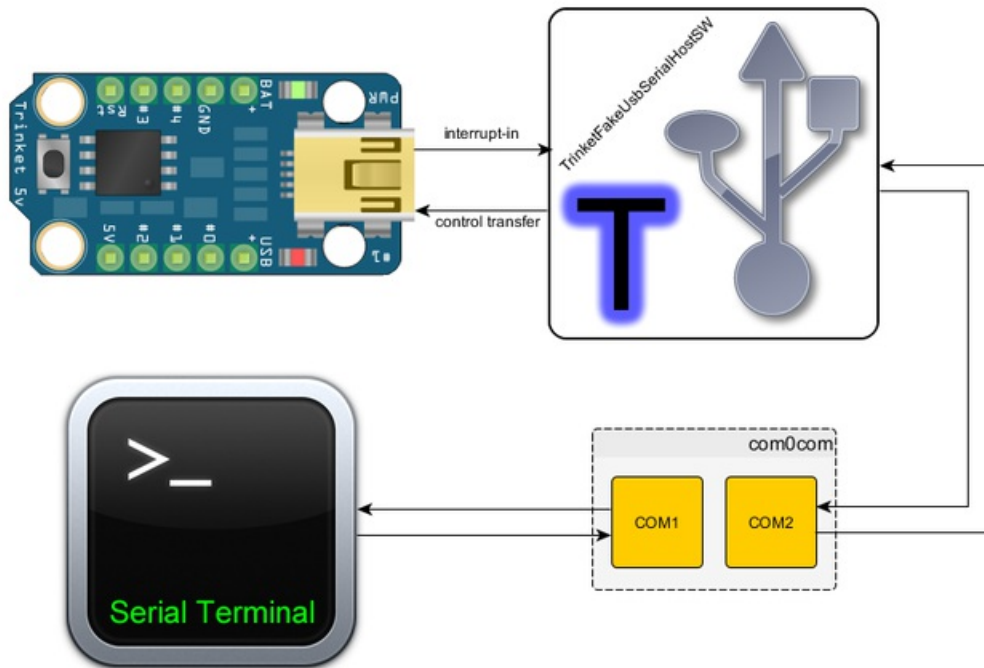 BAT
+
GND
#4
#3
Rst
PWR
Trinket 5v
5V
#2
#1
#0
+
USB
#1
interrupt-in
control transfer
TrinketFakeUsbSerialHostSW
T
com0com
COM1
COM2
>_
Serial Terminal